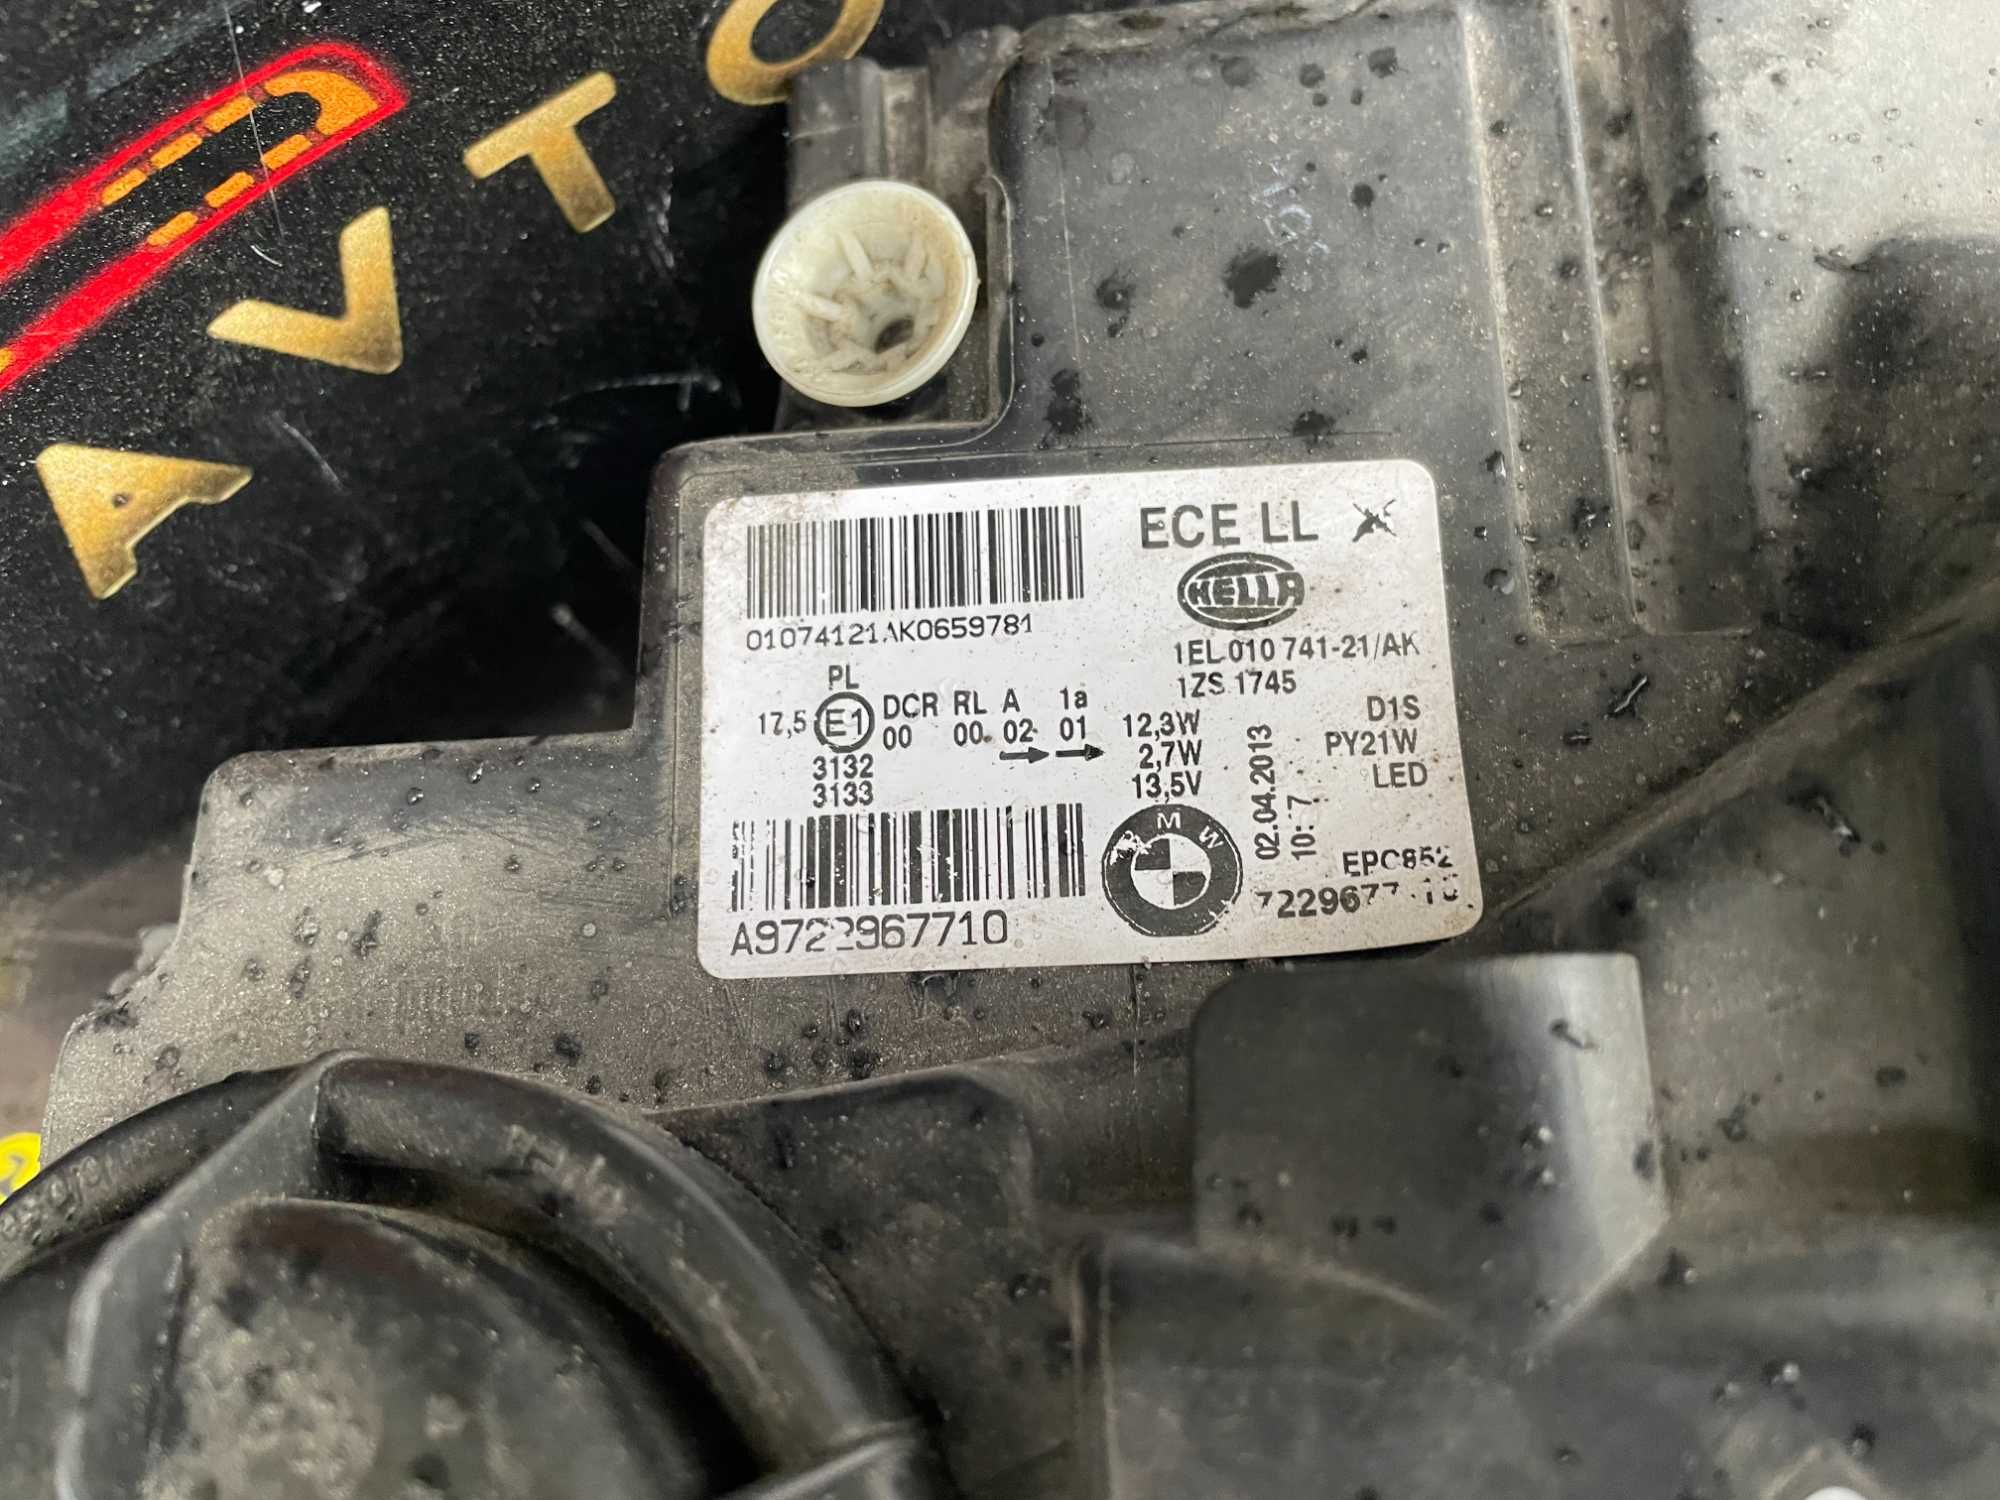 AVTO
ECE LL
HELLA
01074121AK0659781
1EL 010 741-21/AK
1ZS 1745
PL
17,5 E1 DCR RL A 1a
00 00 02 01
3132
3133
12,3W
2,7W
13,5V
D1S
PY21W
LED
02.04.2013
BMW
A9722967710